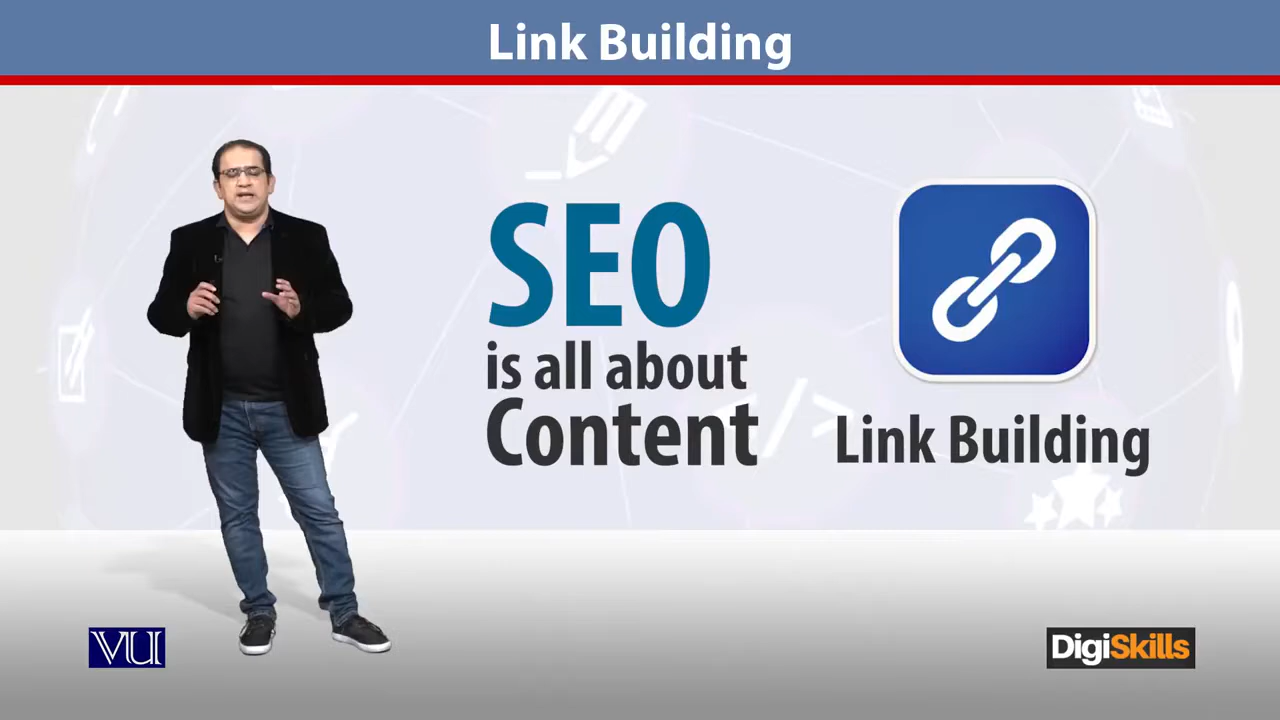 Link Building
SEO
is all about
Content
Link Building
VU
DigiSkills